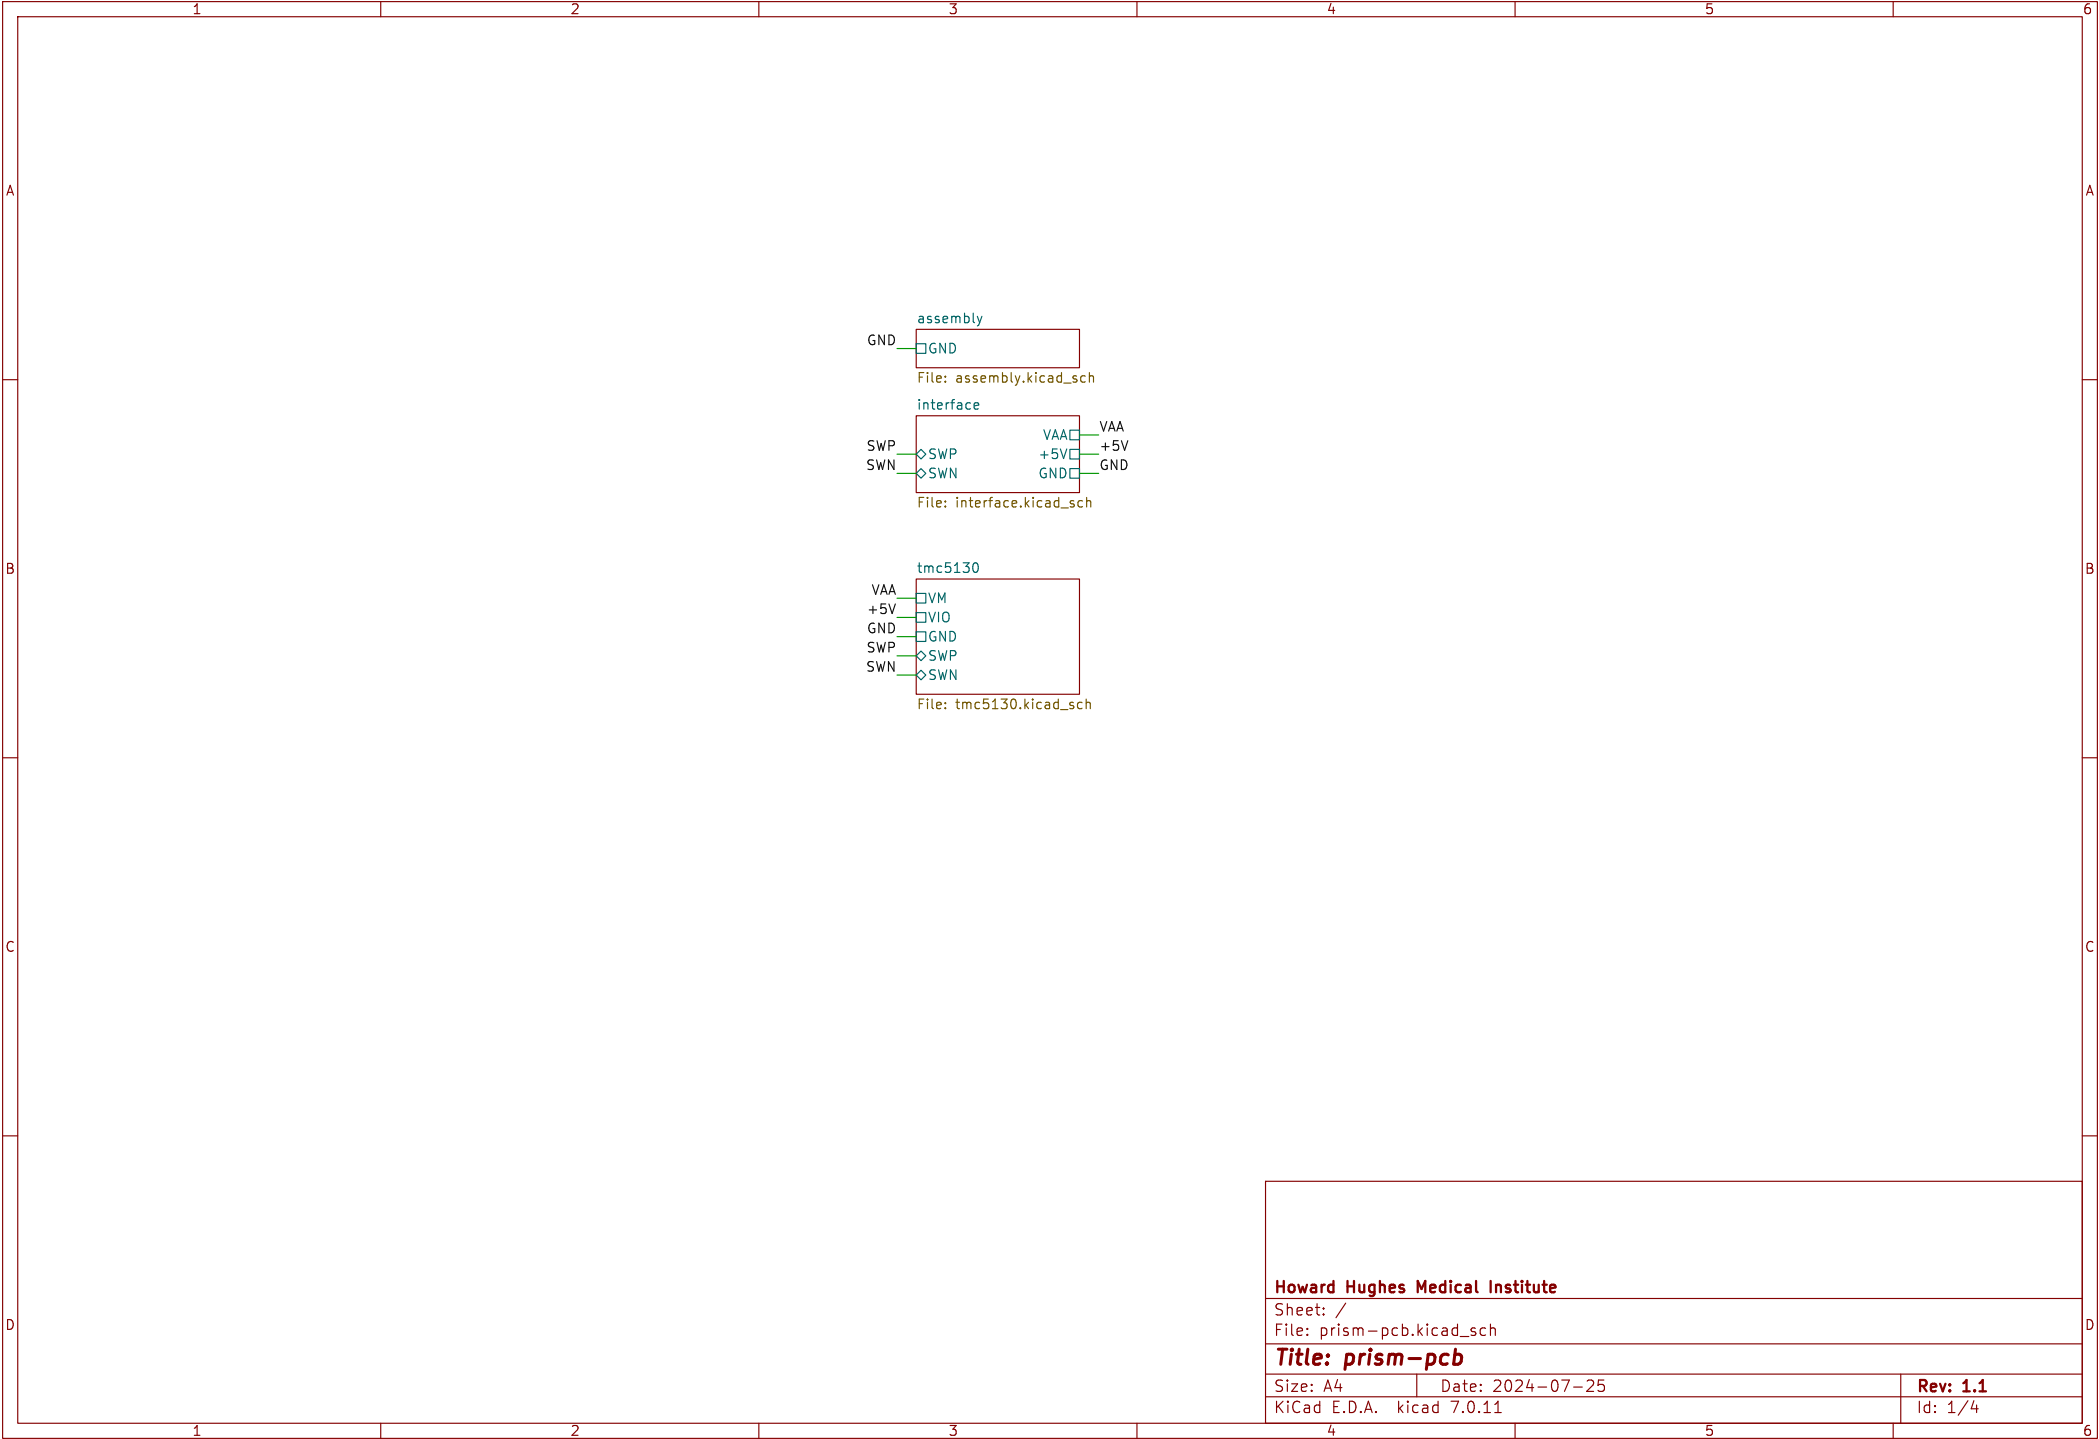 1 2 3 4 5 6
A A
assembly
GND
GND
File: assembly.kicad_sch
interface
VAA VAA
SWP SWP +5V +5V
SWN SWN GND GND
File: interface.kicad_sch
B B
tmc5130
VAA VM
+5V VIO
GND GND
SWP SWP
SWN SWN
File: tmc5130.kicad_sch
C C
Howard Hughes Medical Institute
Sheet: /
File: prism-pcb.kicad_sch
D D
Title: prism-pcb
Size: A4 Date: 2024-07-25 Rev: 1.1
KiCad E.D.A. kicad 7.0.11 Id: 1/4
1 2 3 4 5 6